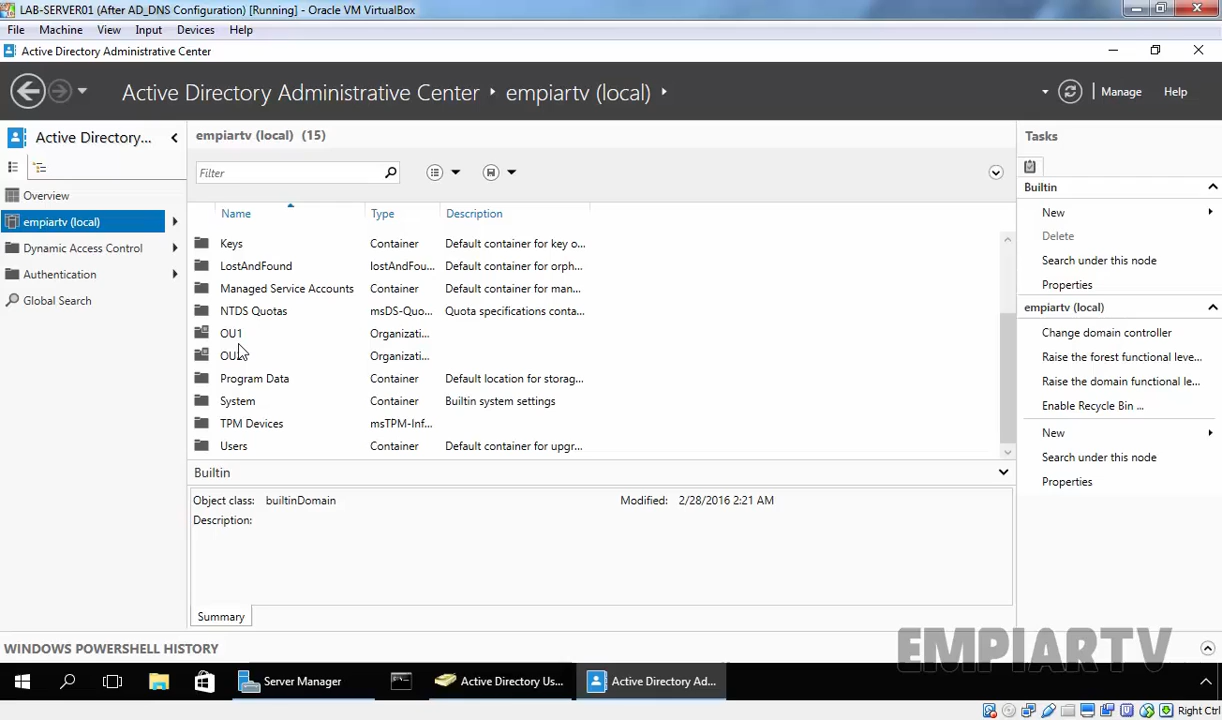 LAB-SERVER01 (After AD_DNS Configuration) [Running] - Oracle VM VirtualBox
File Machine View Input Devices Help
Active Directory Administrative Center
Active Directory Administrative Center empiartv (local) Manage Help
Active Directory...
Overview
empiartv (local)
Dynamic Access Control
Authentication
Global Search
empiartv (local) (15)
Filter
Name Type Description
Keys Container Default container for key o...
LostAndFound lostAndFou... Default container for orph...
Managed Service Accounts Container Default container for man...
NTDS Quotas msDS-Quo... Quota specifications conta...
OU1 Organizati...
Organizati...
Program Data Container Default location for storag...
System Container Builtin system settings
TPM Devices msTPM-Inf...
Users Container Default container for upgr...
Builtin
Object class: builtinDomain Modified: 2/28/2016 2:21 AM
Description:
Summary
Tasks
Builtin
New
Delete
Search under this node
Properties
empiartv (local)
Change domain controller
Raise the forest functional leve...
Raise the domain functional le...
Enable Recycle Bin ...
New
Search under this node
Properties
WINDOWS POWERSHELL HISTORY
EMPIARTV
Server Manager Active Directory Us... Active Directory Ad...
Right Ctrl